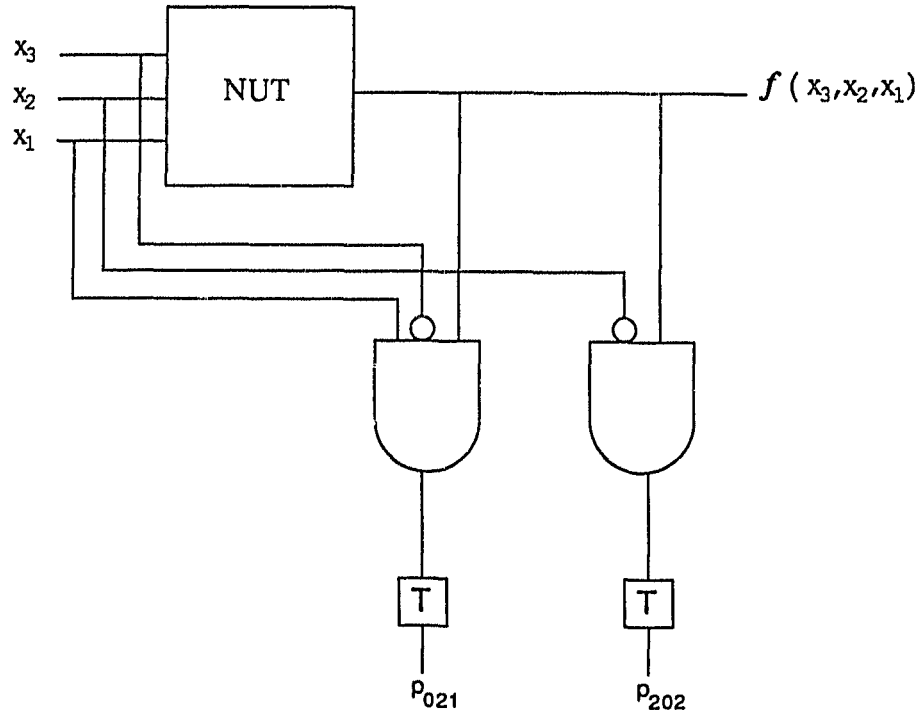 x₃
x₂
x₁
NUT
f ( x₃,x₂,x₁)
T
T
p₀₂₁
p₂₀₂